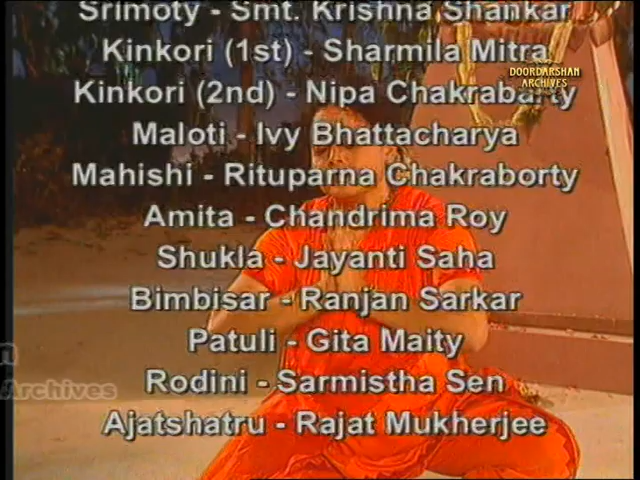 Srimoty - Smt. Krishna Shankar
Kinkori (1st) - Sharmila Mitra
DOORDARSHAN
ARCHIVES
Kinkori (2nd) - Nipa Chakrabarty
Maloti - Ivy Bhattacharya
Mahishi - Rituparna Chakraborty
Amita - Chandrima Roy
Shukla - Jayanti Saha
Bimbisar - Ranjan Sarkar
Patuli - Gita Maity
Rodini - Sarmistha Sen
Archives
Ajatshatru - Rajat Mukherjee